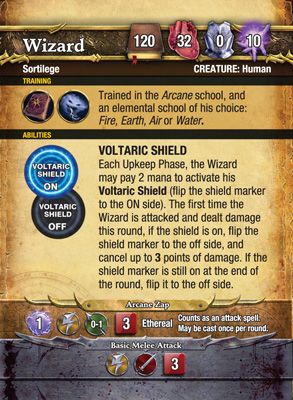 Wizard 120 32 0 10
Sortilege CREATURE: Human
TRAINING
Trained in the Arcane school, and
an elemental school of his choice:
Fire, Earth, Air or Water.
ABILITIES
VOLTARIC SHIELD ON
VOLTARIC SHIELD OFF
VOLTARIC SHIELD
Each Upkeep Phase, the Wizard
may pay 2 mana to activate his
Voltaric Shield (flip the shield marker
to the ON side). The first time the
Wizard is attacked and dealt damage
this round, if the shield is on, flip the
shield marker to the off side, and
cancel up to 3 points of damage. If the
shield marker is still on at the end of
the round, flip it to the off side.
Arcane Zap
1 0-1 3 Ethereal Counts as an attack spell.
May be cast once per round.
Basic Melee Attack
3